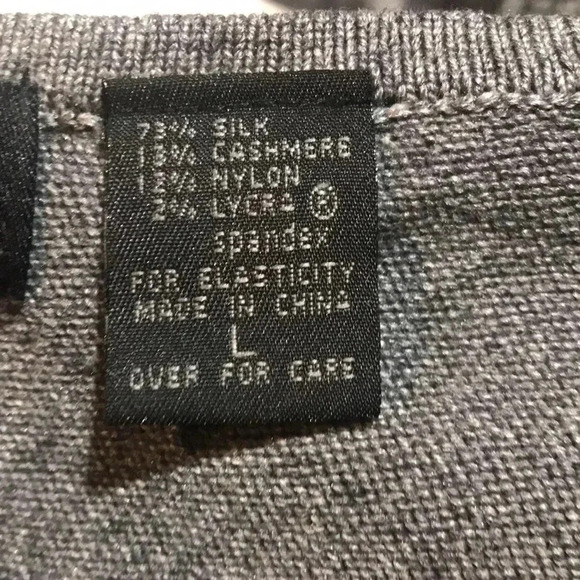 73% SILK
13% CASHMERE
12% NYLON
2% LYCRA ®
spandex
FOR ELASTICITY
MADE IN CHINA
L
OVER FOR CARE